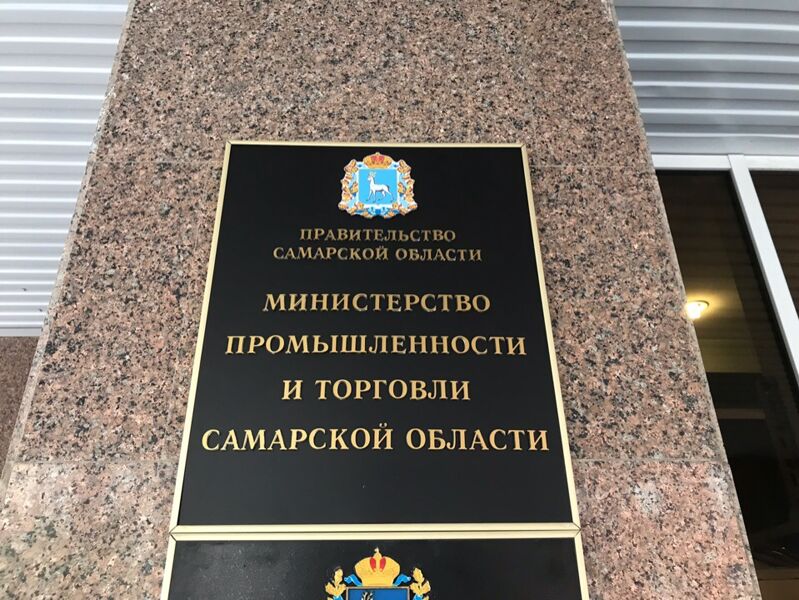 ПРАВИТЕЛЬСТВО
САМАРСКОЙ ОБЛАСТИ
МИНИСТЕРСТВО
ПРОМЫШЛЕННОСТИ
И ТОРГОВЛИ
САМАРСКОЙ ОБЛАСТИ